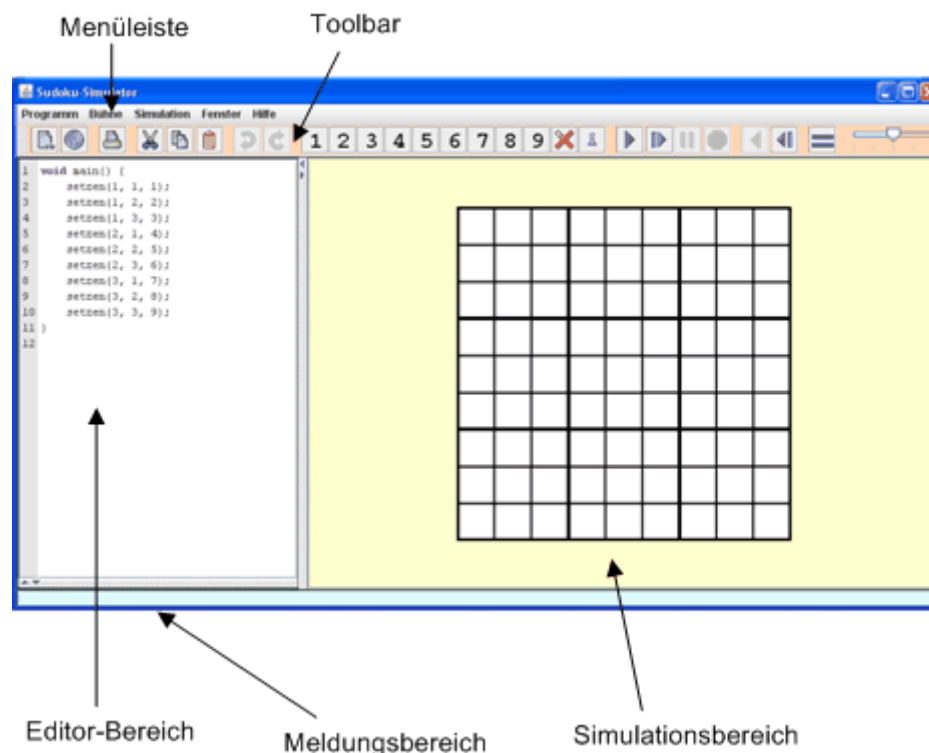 Menüleiste
Toolbar
Sudoku-Simulator
Programm Bühne Simulation Fenster Hilfe
1 2 3 4 5 6 7 8 9
1 void main() {
2 setzen(1, 1, 1);
3 setzen(1, 2, 2);
4 setzen(1, 3, 3);
5 setzen(2, 1, 4);
6 setzen(2, 2, 5);
7 setzen(2, 3, 6);
8 setzen(3, 1, 7);
9 setzen(3, 2, 8);
10 setzen(3, 3, 9);
11 }
12
Editor-Bereich
Meldungsbereich
Simulationsbereich